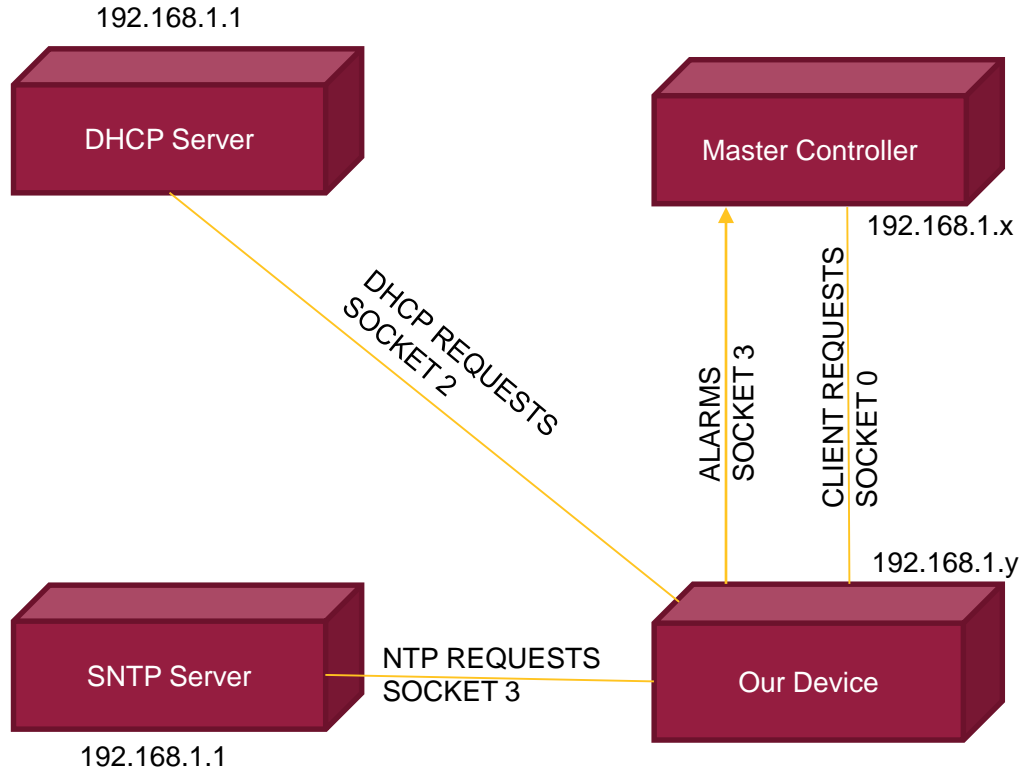 192.168.1.1
DHCP Server
Master Controller
192.168.1.x
DHCP REQUESTS
SOCKET 2
ALARMS
SOCKET 3
CLIENT REQUESTS
SOCKET 0
192.168.1.y
SNTP Server
NTP REQUESTS
SOCKET 3
Our Device
192.168.1.1